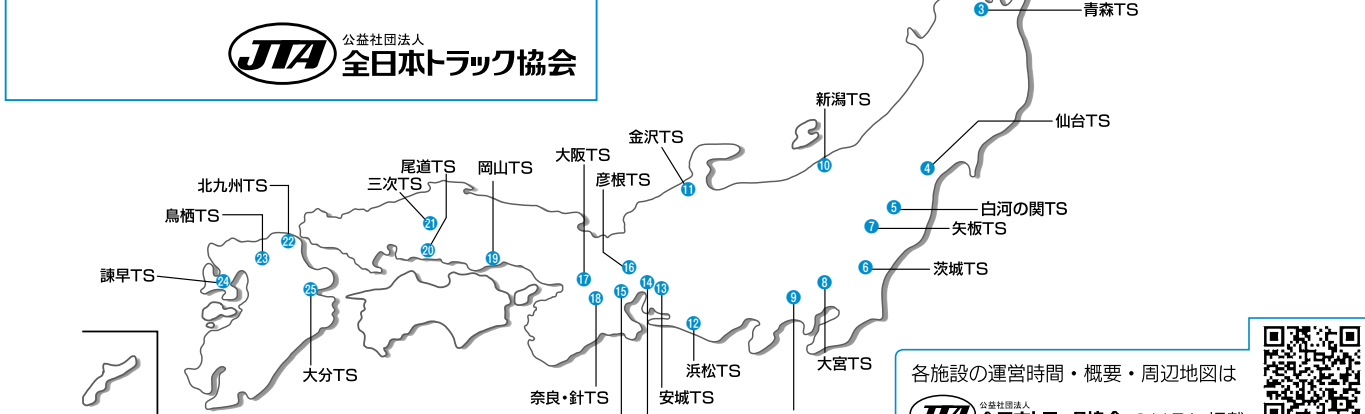 3 青森TS
JTA 公益社団法人
全日本トラック協会
新潟TS
10
4 仙台TS
金沢TS
11
大阪TS
彦根TS
尾道TS
岡山TS
三次TS
北九州TS
鳥栖TS
諫早TS
5 白河の関TS
7 矢板TS
6 茨城TS
21
20
19
22
23
24
25
16
17
18
15
14
13
8
9
12
大宮TS
浜松TS
大分TS
奈良・針TS
安城TS
各施設の運営時間・概要・周辺地図は
JTA 公益社団法人